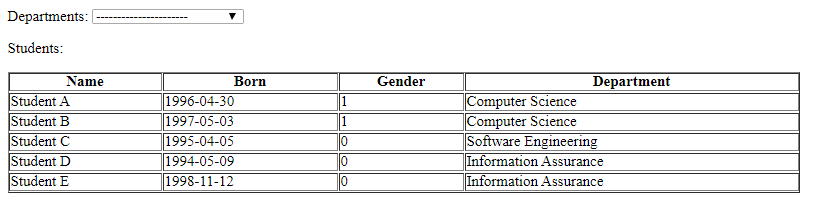 Departments: ---------------------- ▼
Students:
Name Born Gender Department
Student A 1996-04-30 1 Computer Science
Student B 1997-05-03 1 Computer Science
Student C 1995-04-05 0 Software Engineering
Student D 1994-05-09 0 Information Assurance
Student E 1998-11-12 0 Information Assurance